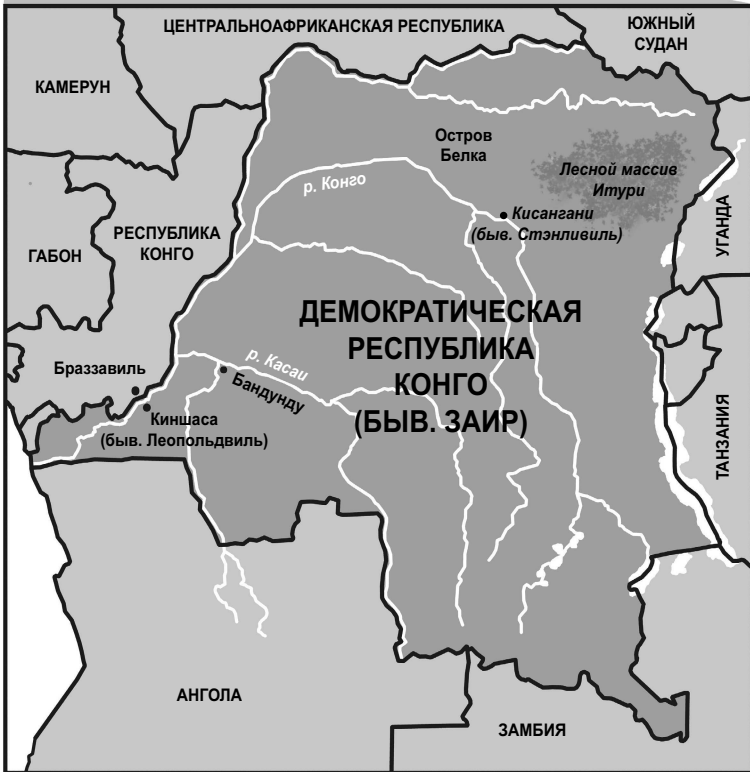 ЦЕНТРАЛЬНОАФРИКАНСКАЯ РЕСПУБЛИКА
ЮЖНЫЙ
СУДАН
КАМЕРУН
Остров
Белка
Лесной массив
Итури
р. Конго
Кисангани
(быв. Стэнливиль)
УГАНДА
РЕСПУБЛИКА
КОНГО
ГАБОН
ДЕМОКРАТИЧЕСКАЯ
РЕСПУБЛИКА
КОНГО
(БЫВ. ЗАИР)
р. Касаи
Бандунду
Браззавиль
Киншаса
(быв. Леопольдвиль)
ТАНЗАНИЯ
АНГОЛА
ЗАМБИЯ